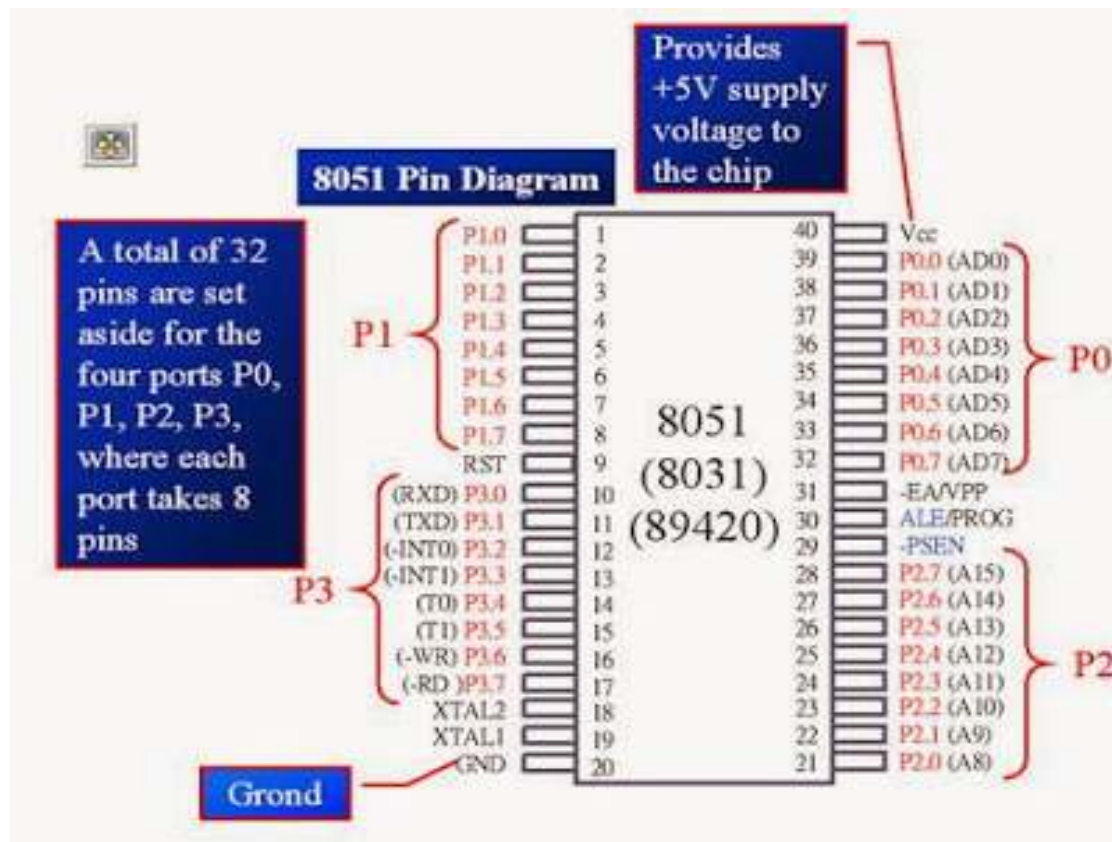 Provides
+5V supply
voltage to
the chip
8051 Pin Diagram
A total of 32
pins are set
aside for the
four ports P0,
P1, P2, P3,
where each
port takes 8
pins
P1
P1.0 1
P1.1 2
P1.2 3
P1.3 4
P1.4 5
P1.5 6
P1.6 7
P1.7 8
RST 9
P3
(RXD) P3.0 10
(TXD) P3.1 11
(-INT0) P3.2 12
(-INT1) P3.3 13
(T0) P3.4 14
(T1) P3.5 15
(-WR) P3.6 16
(-RD )P3.7 17
XTAL2 18
XTAL1 19
GND 20
Grond
8051
(8031)
(89420)
40 Vcc
39 P0.0 (AD0)
38 P0.1 (AD1)
37 P0.2 (AD2)
36 P0.3 (AD3)
35 P0.4 (AD4)
34 P0.5 (AD5)
33 P0.6 (AD6)
32 P0.7 (AD7)
P0
31 -EA/VPP
30 ALE/PROG
29 -PSEN
28 P2.7 (A15)
27 P2.6 (A14)
26 P2.5 (A13)
25 P2.4 (A12)
24 P2.3 (A11)
23 P2.2 (A10)
22 P2.1 (A9)
21 P2.0 (A8)
P2